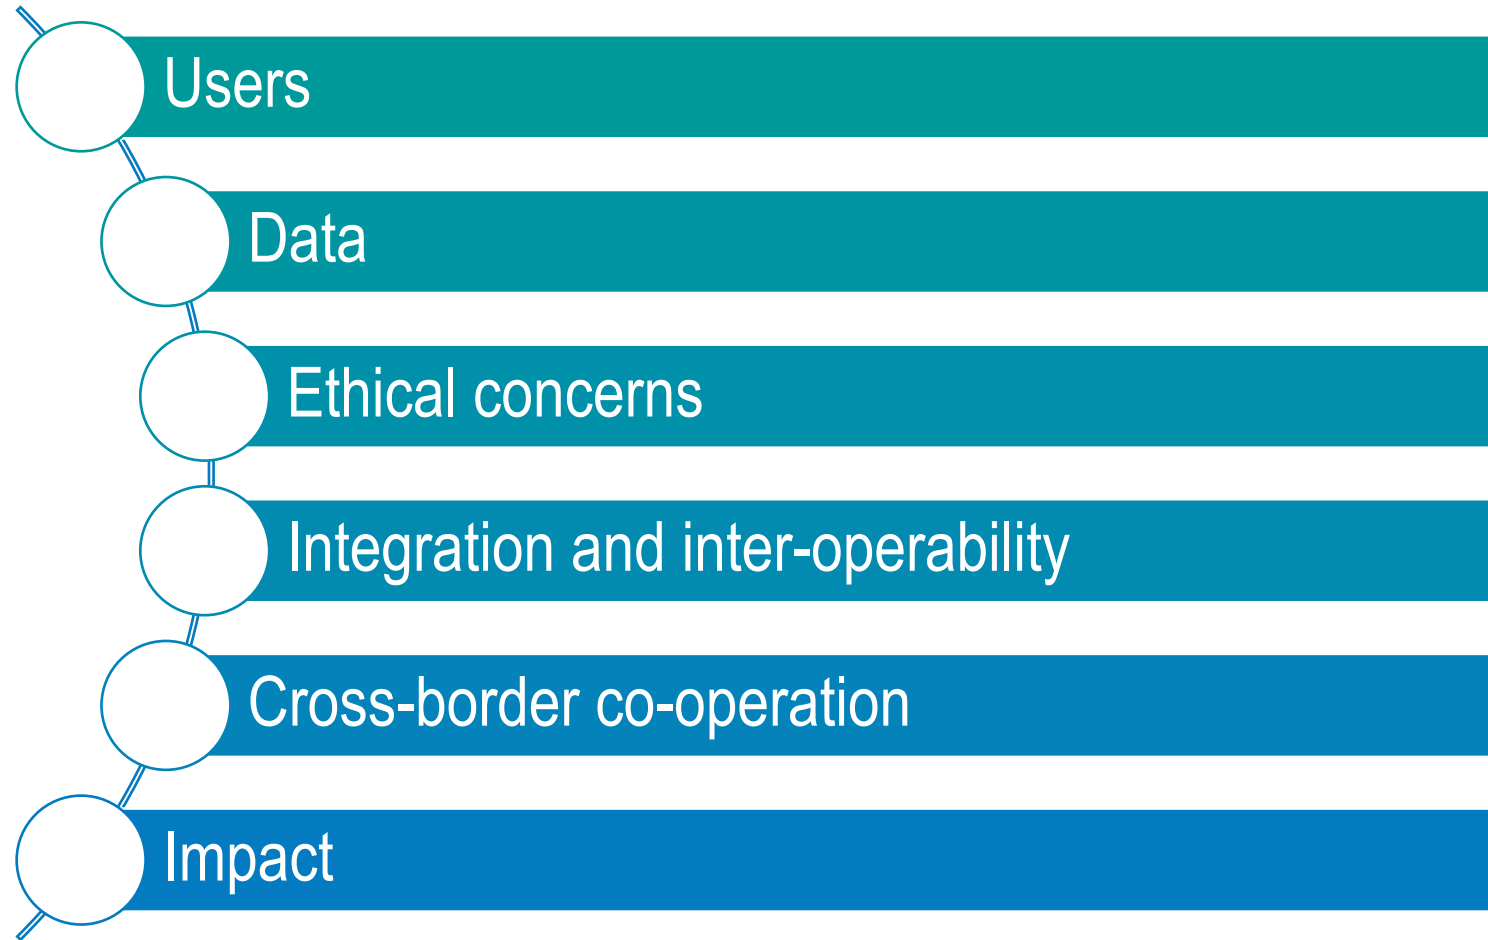 Users
Data
Ethical concerns
Integration and inter-operability
Cross-border co-operation
Impact